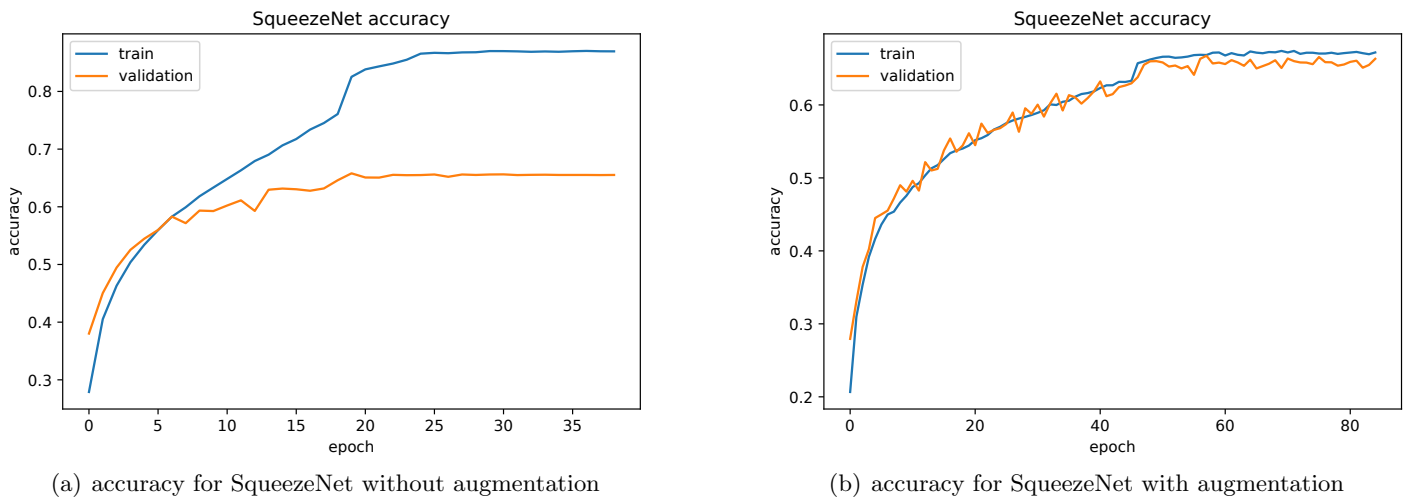 SqueezeNet accuracy
train
validation
0.8
0.7
0.6
0.5
0.4
0.3
accuracy
0 5 10 15 20 25 30 35
epoch
(a) accuracy for SqueezeNet without augmentation
SqueezeNet accuracy
train
validation
0.6
0.5
0.4
0.3
0.2
accuracy
0 20 40 60 80
epoch
(b) accuracy for SqueezeNet with augmentation